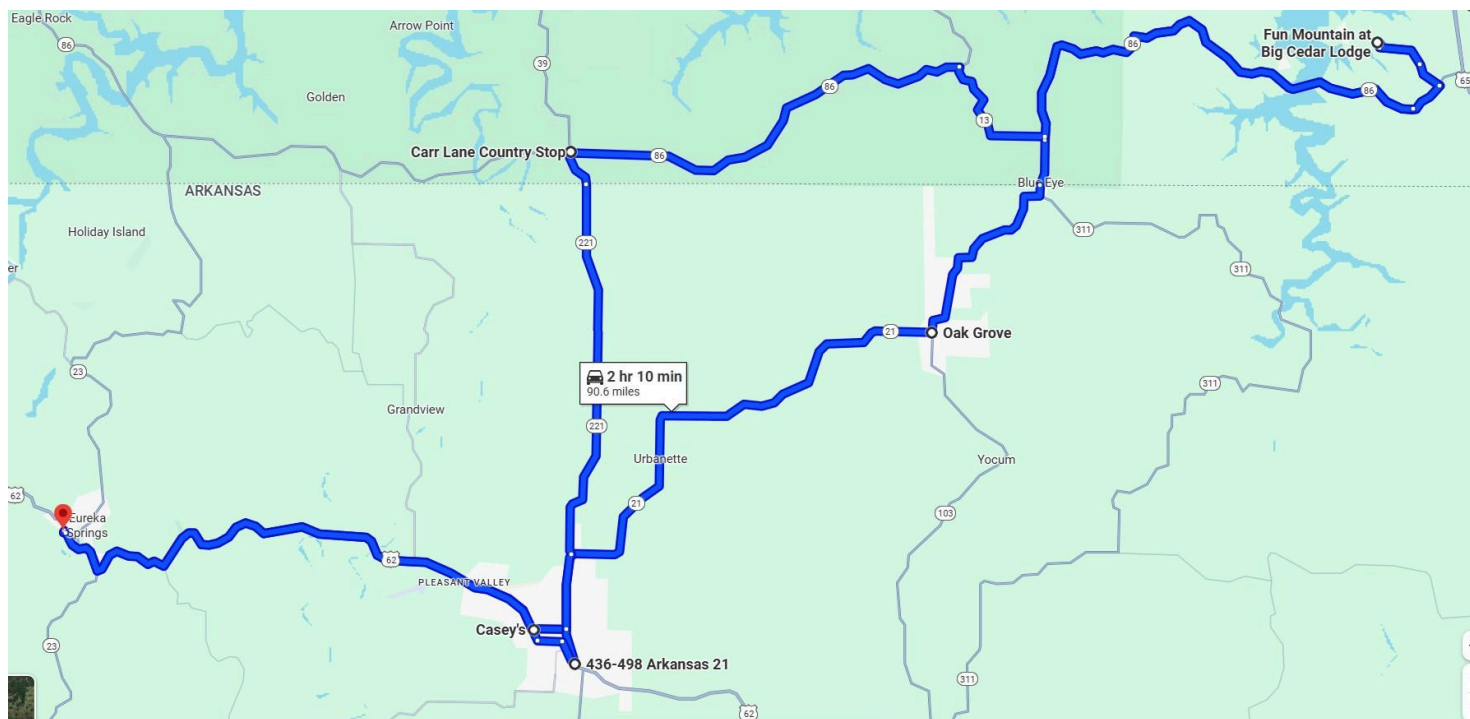 Eagle Rock
Arrow Point
Fun Mountain at
Big Cedar Lodge
86
39
86
86
65
Golden
86
13
Carr Lane Country Stop
86
ARKANSAS
Blue Eye
Holiday Island
221
311
311
er
21
Oak Grove
23
2 hr 10 min
90.6 miles
311
Grandview
221
Urbanette
Yocum
62
21
103
Eureka
Springs
62
PLEASANT VALLEY
Casey's
23
436-498 Arkansas 21
311
62